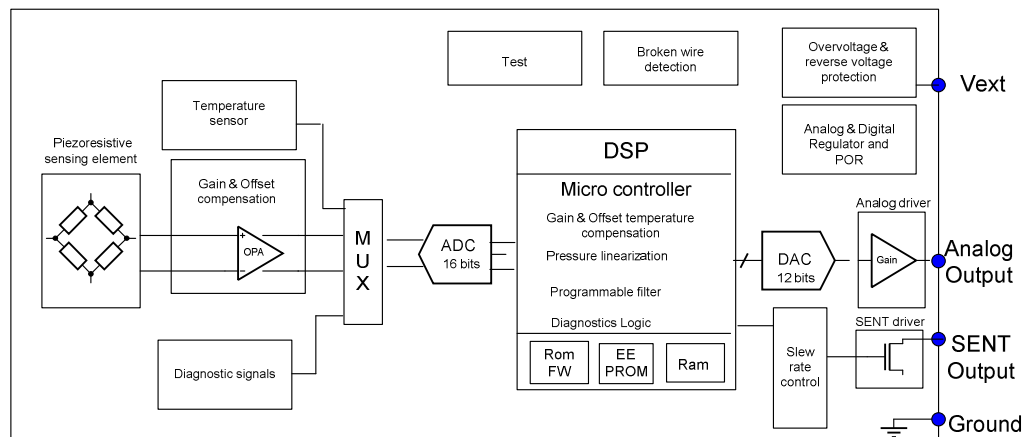 Test
Broken wire
detection
Overvoltage &
reverse voltage
protection
Vext
Temperature
sensor
Analog & Digital
Regulator and
POR
Piezoresistive
sensing element
Gain & Offset
compensation
+
OPA
−
M
U
X
ADC
16 bits
DSP
Micro controller
Gain & Offset temperature
compensation
Pressure linearization
Programmable filter
Diagnostics Logic
Rom
FW
EE
PROM
Ram
DAC
12 bits
Analog driver
Gain
Analog
Output
SENT driver
SENT
Output
Slew
rate
control
Diagnostic signals
Ground